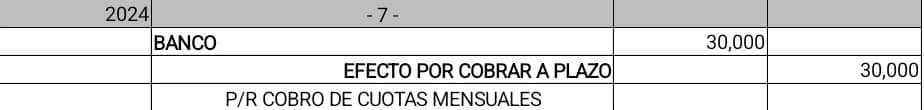 2024 - 7 -
BANCO 30,000
EFECTO POR COBRAR A PLAZO 30,000
P/R COBRO DE CUOTAS MENSUALES